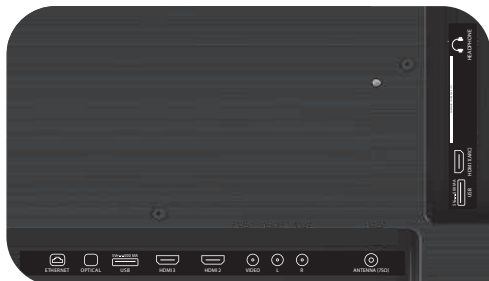 HEADPHONE
HDMI 1(ARC)
USB
ETHERNET
OPTICAL
USB
HDMI 3
HDMI 2
VIDEO
L
R
ANTENNA (75Ω)